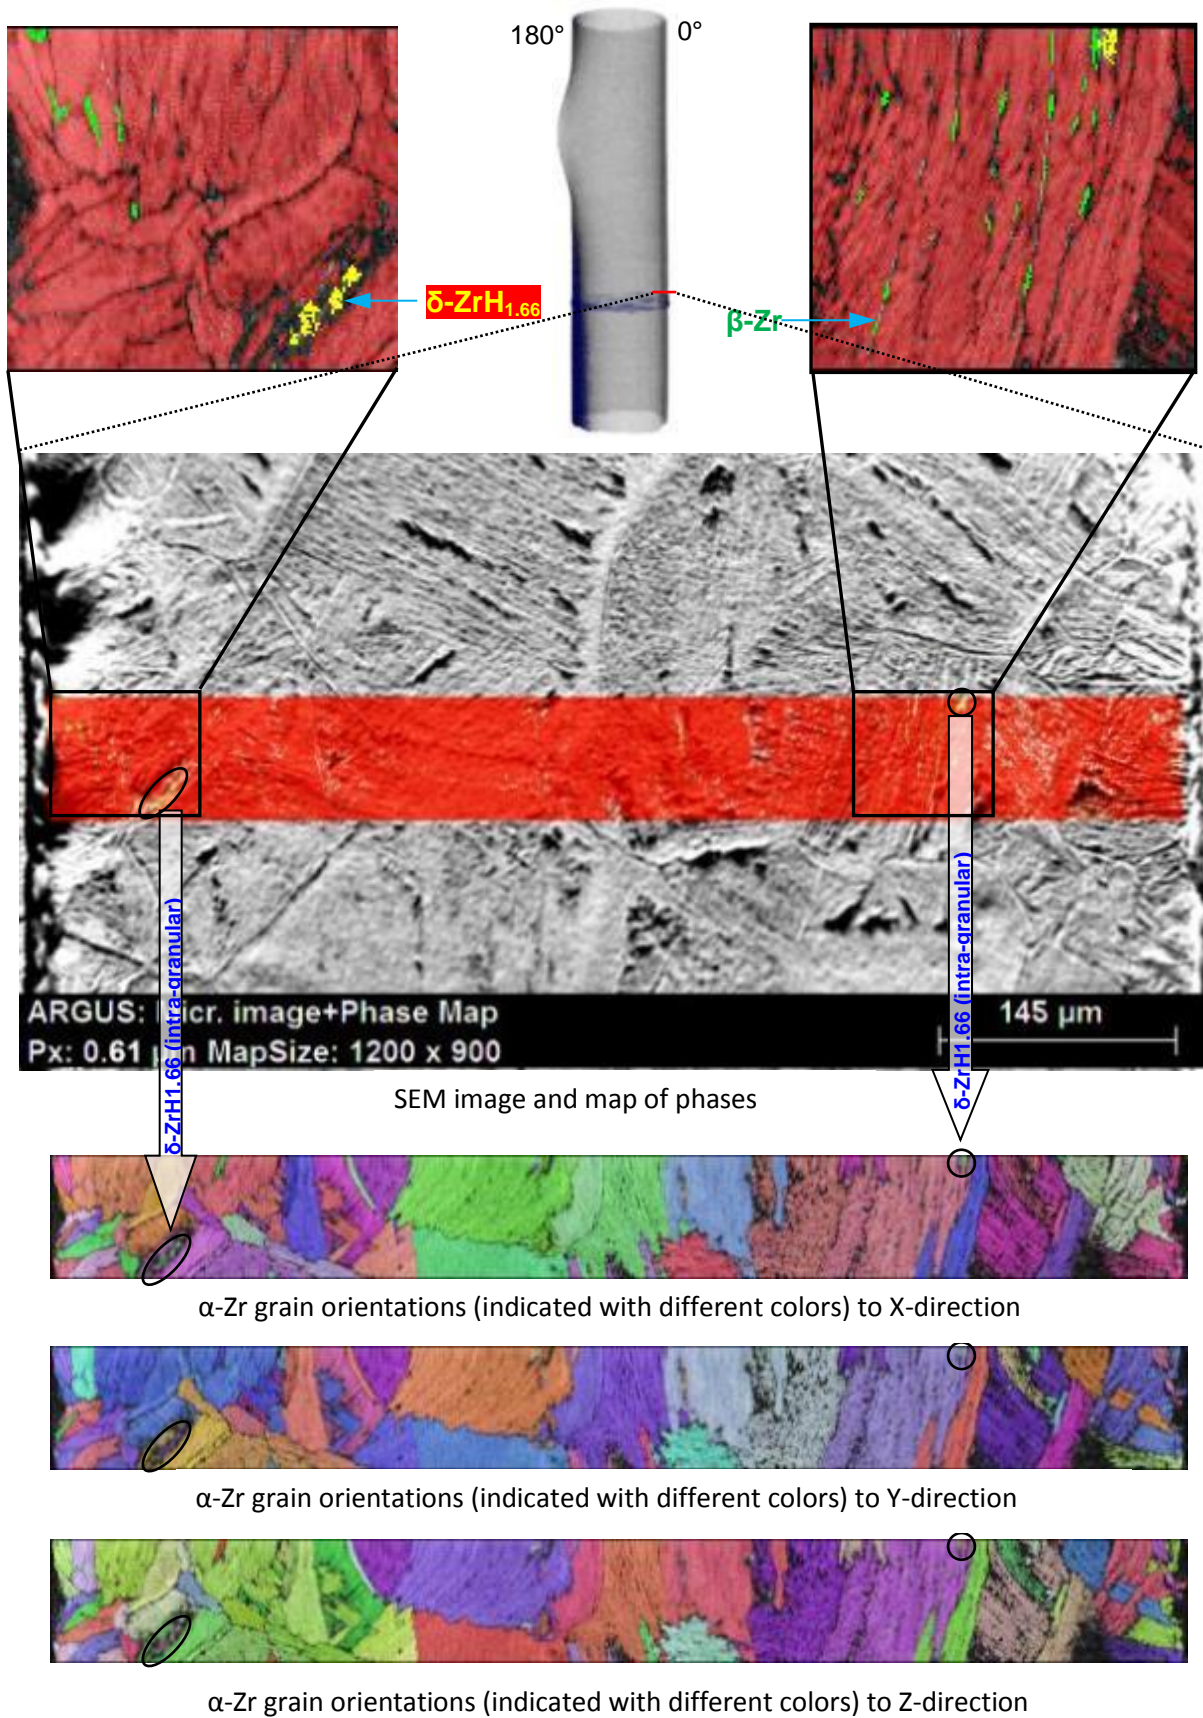 180°
0°
δ-ZrH1.66
β-Zr
ARGUS: Micr. image+Phase Map
Px: 0.61 µm MapSize: 1200 x 900
145 µm
δ-ZrH1.66 (intra-granular)
δ-ZrH1.66 (intra-granular)
SEM image and map of phases
α-Zr grain orientations (indicated with different colors) to X-direction
α-Zr grain orientations (indicated with different colors) to Y-direction
α-Zr grain orientations (indicated with different colors) to Z-direction